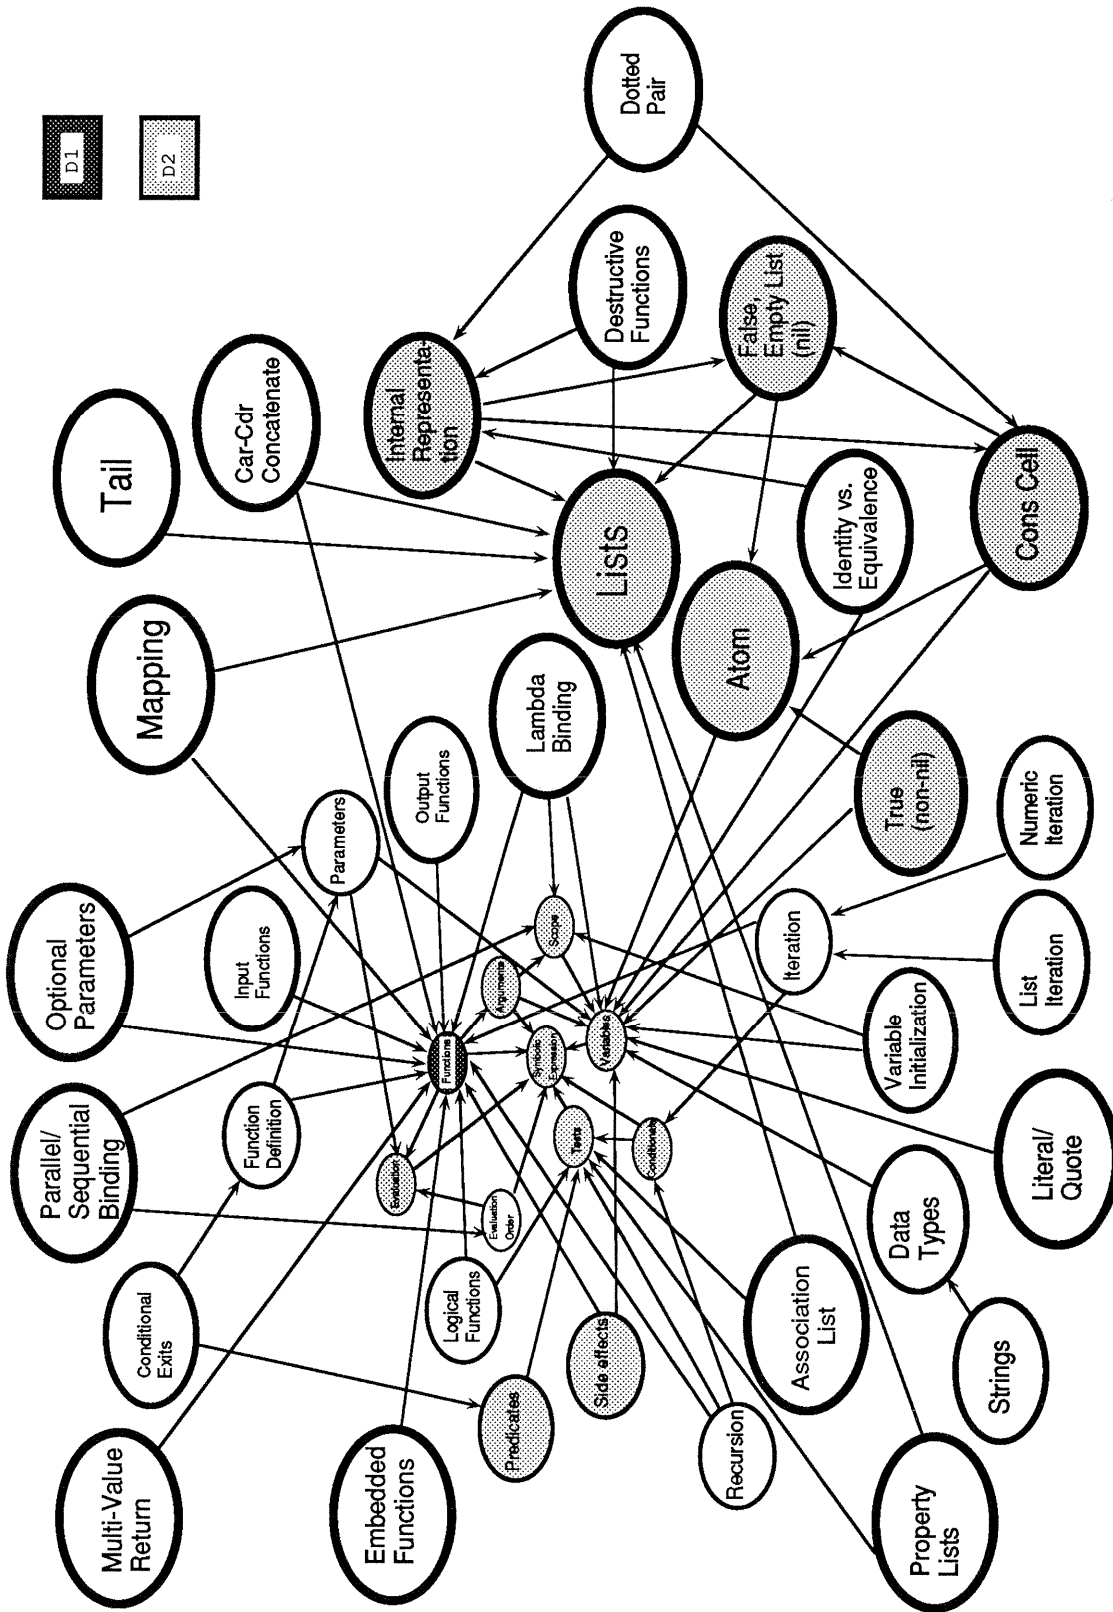 D1
D2
Dotted
Pair
Destructive
Functions
False,
Empty List
(nil)
Car-Cdr
Concatenate
Internal
Representa-
tion
Tail
Lists
Identity vs.
Equivalence
Cons Cell
Mapping
Lambda
Binding
Atom
Output
Functions
True
(non-nil)
Numeric
Iteration
Parameters
Optional
Parameters
Input
Functions
Scope
Arguments
Iteration
List
Iteration
Functions
Symbolic
Expression
Variables
Variable
Initialization
Parallel/
Sequential
Binding
Function
Definition
Evaluation
Tests
Conditionals
Literal/
Quote
Evaluation
Order
Data
Types
Conditional
Exits
Logical
Functions
Side effects
Association
List
Strings
Multi-Value
Return
Embedded
Functions
Predicates
Recursion
Property
Lists